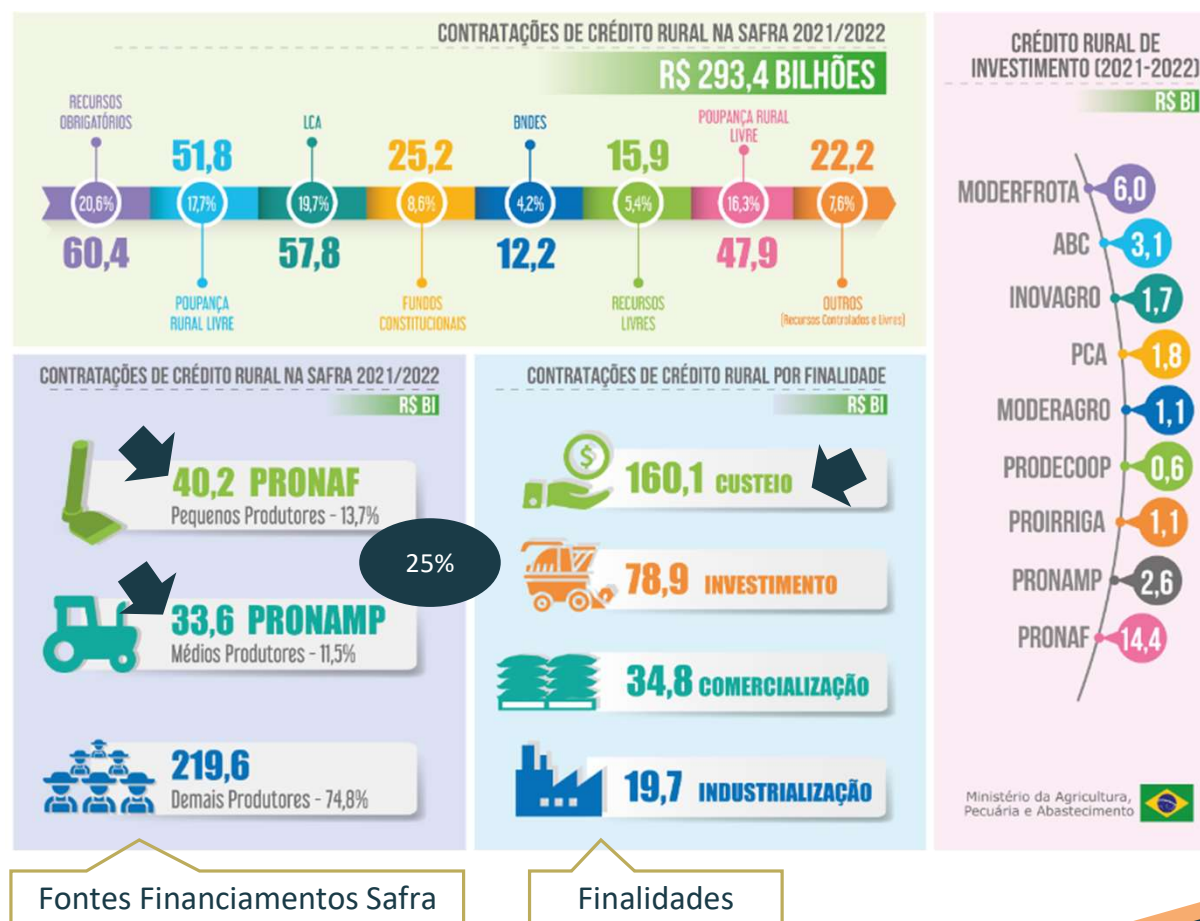 CONTRATAÇÕES DE CRÉDITO RURAL NA SAFRA 2021/2022
R$ 293,4 BILHÕES
RECURSOS
OBRIGATÓRIOS
20,6%
60,4
51,8
17,7%
POUPANÇA
RURAL LIVRE
LCA
19,7%
57,8
25,2
8,6%
FUNDOS
CONSTITUCIONAIS
BNDES
4,2%
12,2
15,9
5,4%
RECURSOS
LIVRES
POUPANÇA RURAL
LIVRE
16,3%
47,9
22,2
7,6%
OUTROS
(Recursos Controlados e Livres)
CONTRATAÇÕES DE CRÉDITO RURAL NA SAFRA 2021/2022
R$ BI
40,2 PRONAF
Pequenos Produtores - 13,7%
25%
33,6 PRONAMP
Médios Produtores - 11,5%
219,6
Demais Produtores - 74,8%
CONTRATAÇÕES DE CRÉDITO RURAL POR FINALIDADE
R$ BI
160,1 CUSTEIO
78,9 INVESTIMENTO
34,8 COMERCIALIZAÇÃO
19,7 INDUSTRIALIZAÇÃO
CRÉDITO RURAL DE
INVESTIMENTO (2021-2022)
R$ BI
MODERFROTA 6,0
ABC 3,1
INOVAGRO 1,7
PCA 1,8
MODERAGRO 1,1
PRODECOOP 0,6
PROIRRIGA 1,1
PRONAMP 2,6
PRONAF 14,4
Ministério da Agricultura,
Pecuária e Abastecimento
Fontes Financiamentos Safra
Finalidades